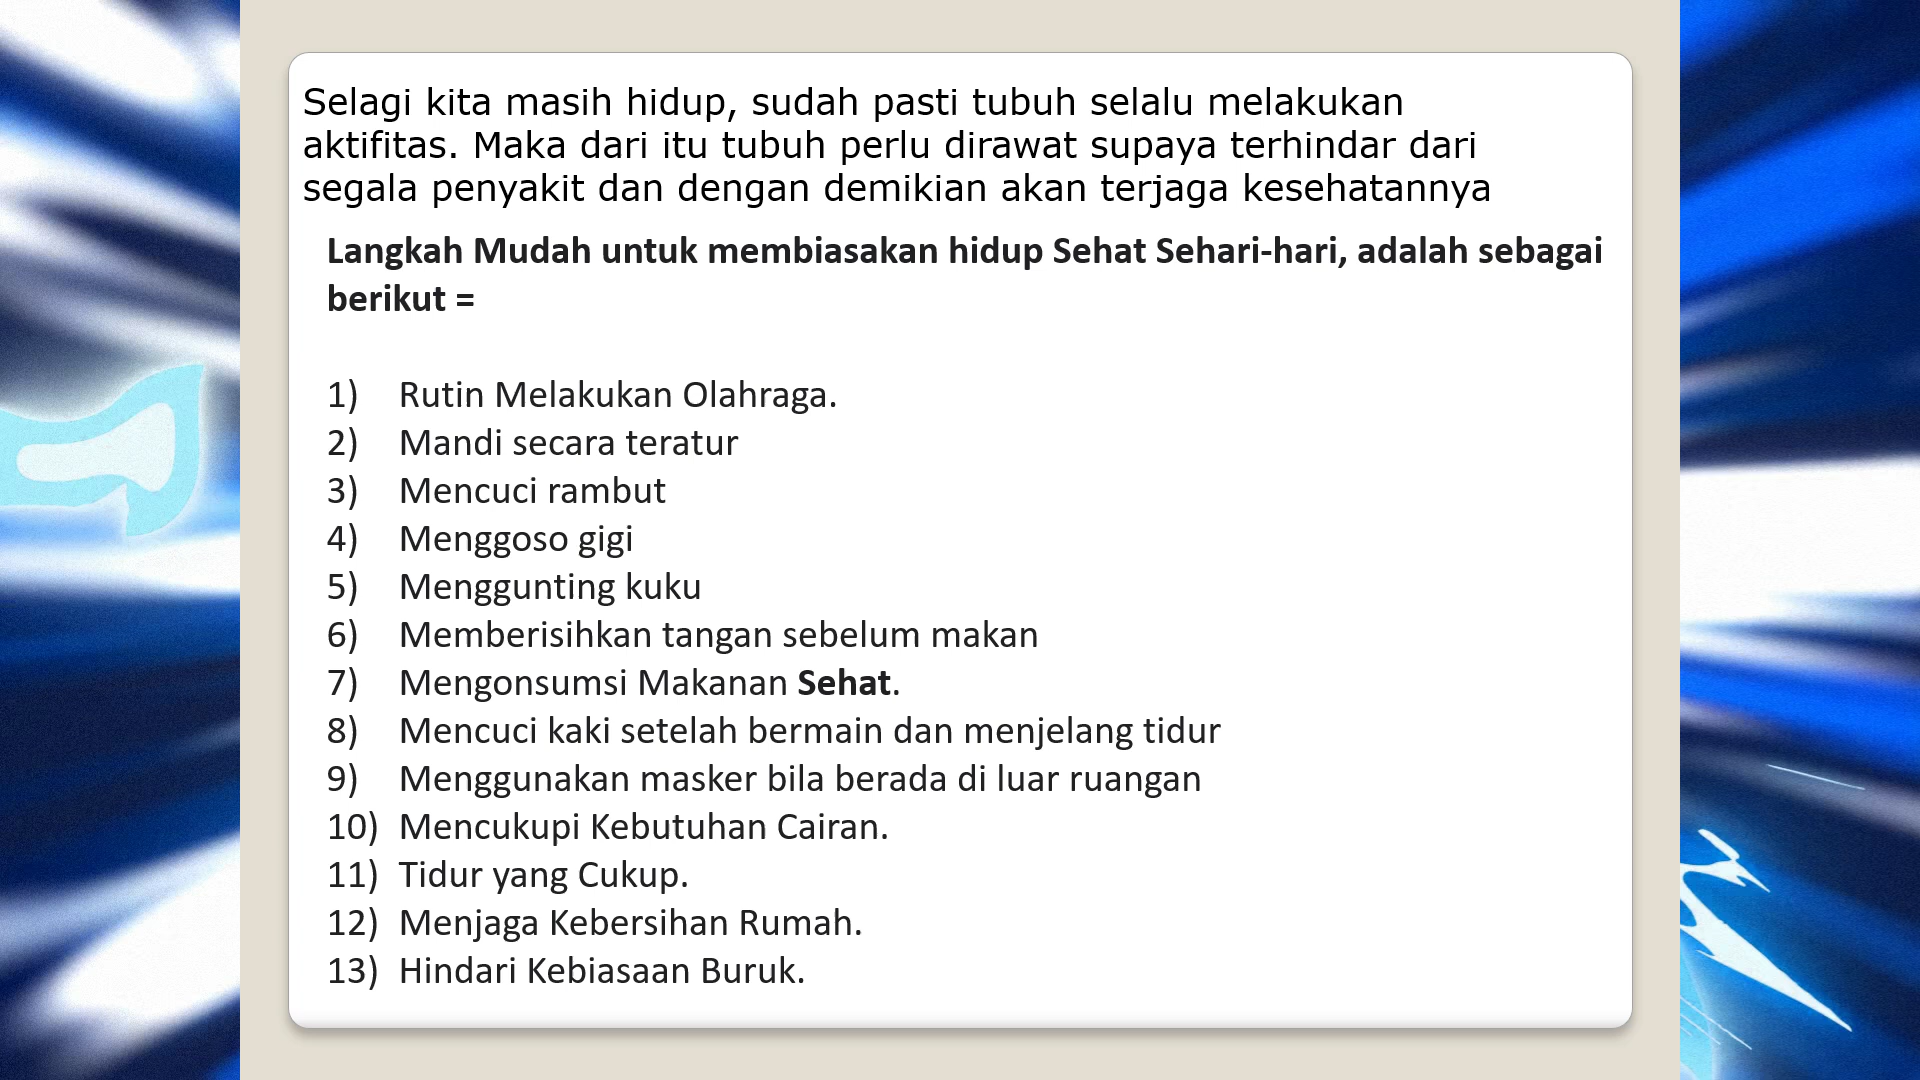 Selagi kita masih hidup, sudah pasti tubuh selalu melakukan
aktifitas. Maka dari itu tubuh perlu dirawat supaya terhindar dari
segala penyakit dan dengan demikian akan terjaga kesehatannya
Langkah Mudah untuk membiasakan hidup Sehat Sehari-hari, adalah sebagai
berikut =
1) Rutin Melakukan Olahraga.
2) Mandi secara teratur
3) Mencuci rambut
4) Menggoso gigi
5) Menggunting kuku
6) Memberisihkan tangan sebelum makan
7) Mengonsumsi Makanan Sehat.
8) Mencuci kaki setelah bermain dan menjelang tidur
9) Menggunakan masker bila berada di luar ruangan
10) Mencukupi Kebutuhan Cairan.
11) Tidur yang Cukup.
12) Menjaga Kebersihan Rumah.
13) Hindari Kebiasaan Buruk.